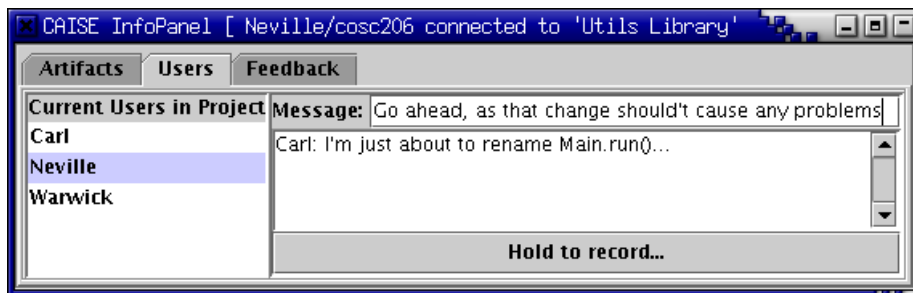 CAISE InfoPanel [ Neville/cosc206 connected to 'Utils Library'
Artifacts Users Feedback
Current Users in Project
Carl
Neville
Warwick
Message: Go ahead, as that change should't cause any problems
Carl: I'm just about to rename Main.run()...
Hold to record...